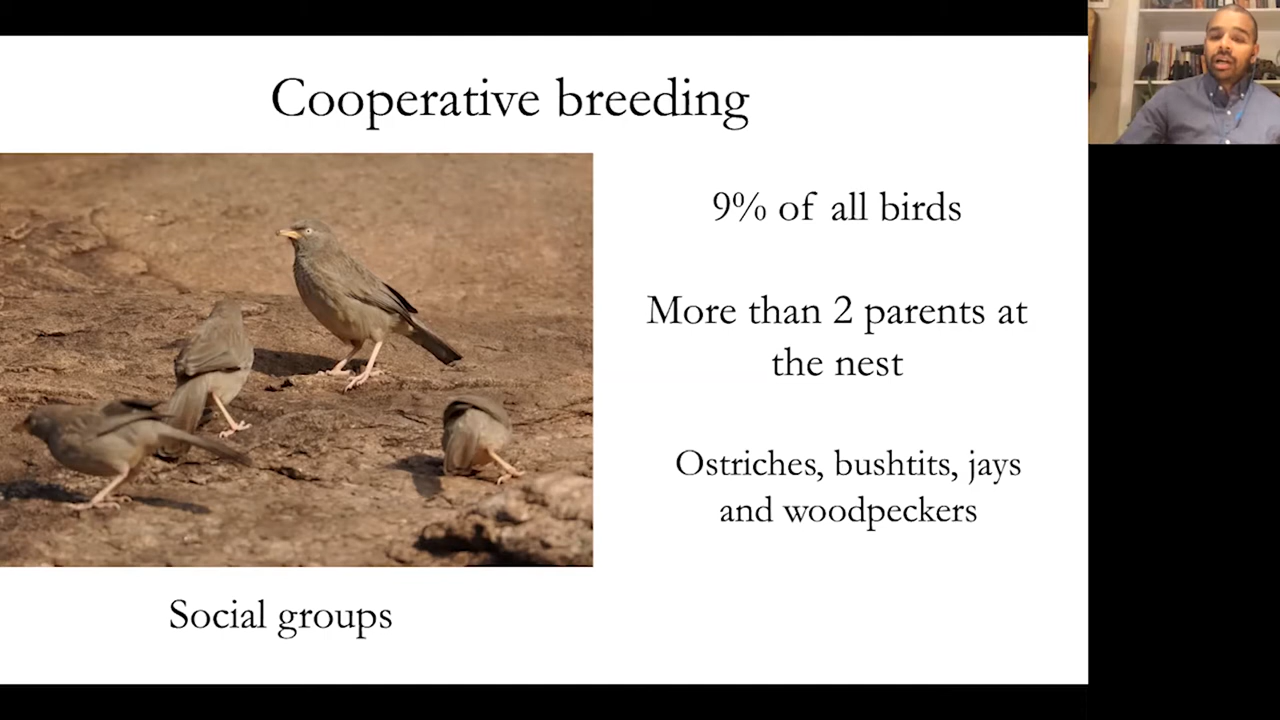 Cooperative breeding
9% of all birds
More than 2 parents at
the nest
Ostriches, bushtits, jays
and woodpeckers
Social groups